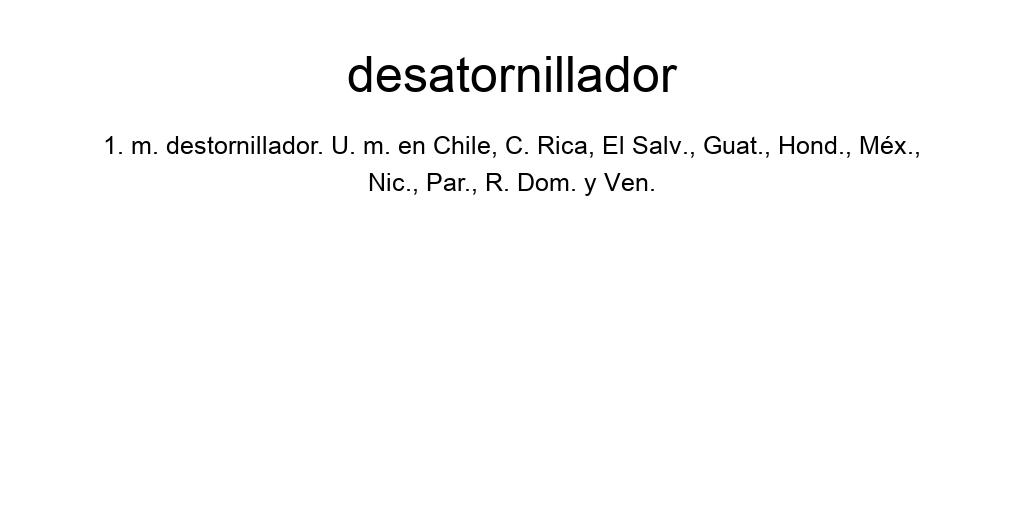 desatornillador
1. m. destornillador. U. m. en Chile, C. Rica, El Salv., Guat., Hond., Méx.,
Nic., Par., R. Dom. y Ven.